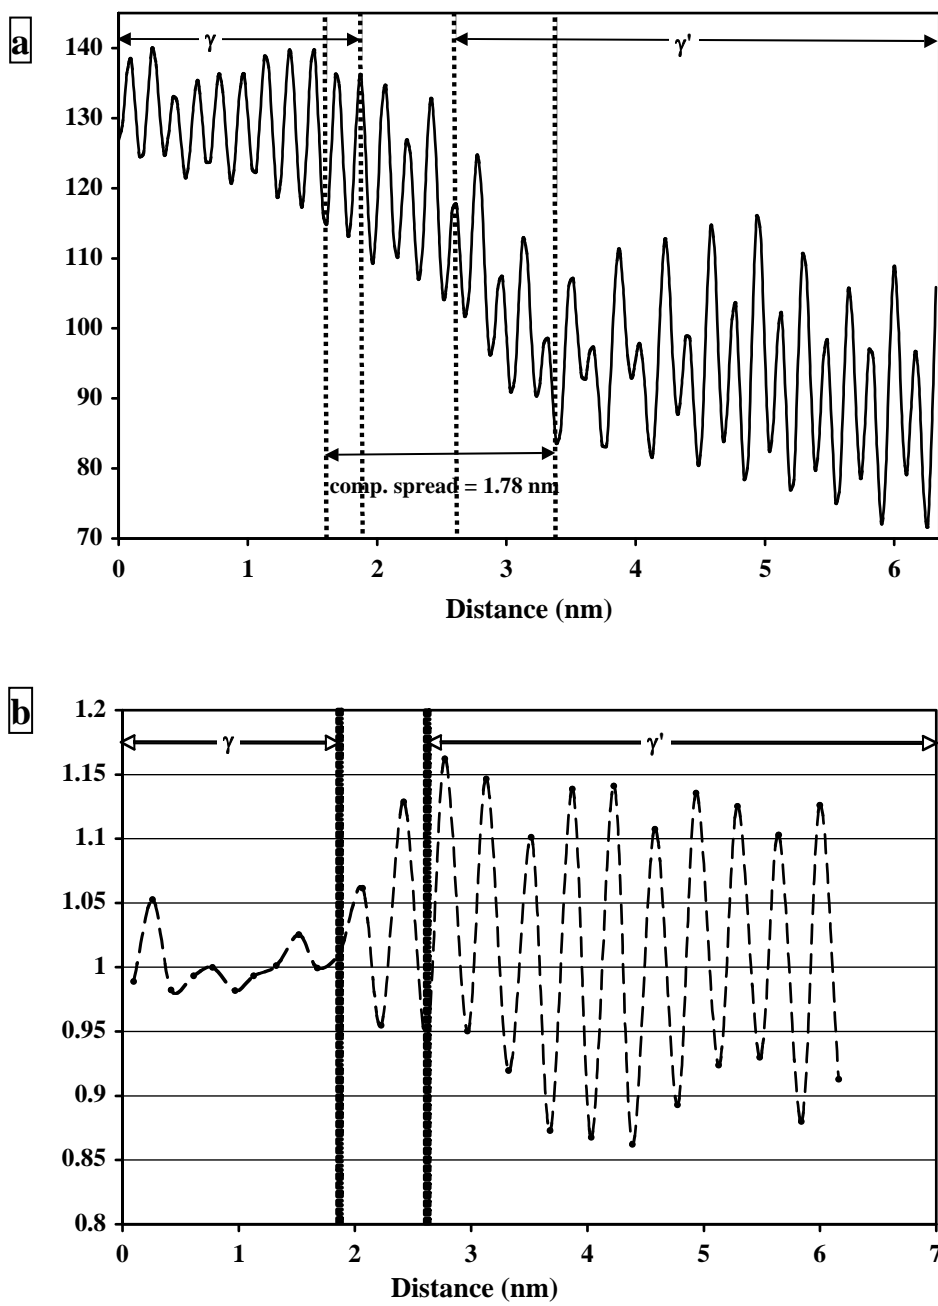 a
γ
γ'
140
130
120
110
100
90
80
70
comp. spread = 1.78 nm
0 1 2 3 4 5 6
Distance (nm)
b
γ
γ'
1.2
1.15
1.1
1.05
1
0.95
0.9
0.85
0.8
0 1 2 3 4 5 6 7
Distance (nm)